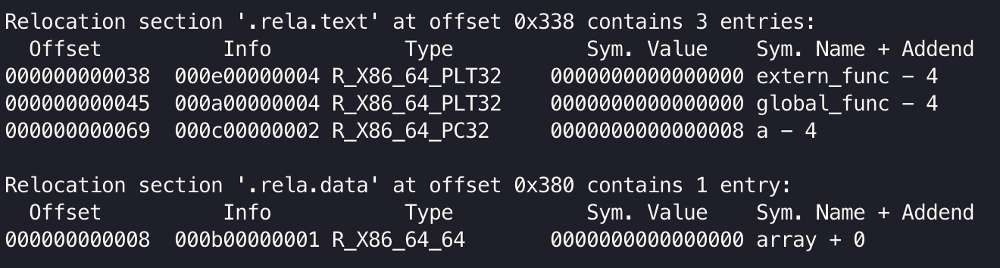 Relocation section '.rela.text' at offset 0x338 contains 3 entries:
  Offset          Info           Type           Sym. Value    Sym. Name + Addend
000000000038  000e00000004 R_X86_64_PLT32    0000000000000000 extern_func - 4
000000000045  000a00000004 R_X86_64_PLT32    0000000000000000 global_func - 4
000000000069  000c00000002 R_X86_64_PC32     0000000000000008 a - 4

Relocation section '.rela.data' at offset 0x380 contains 1 entry:
  Offset          Info           Type           Sym. Value    Sym. Name + Addend
000000000008  000b00000001 R_X86_64_64       0000000000000000 array + 0